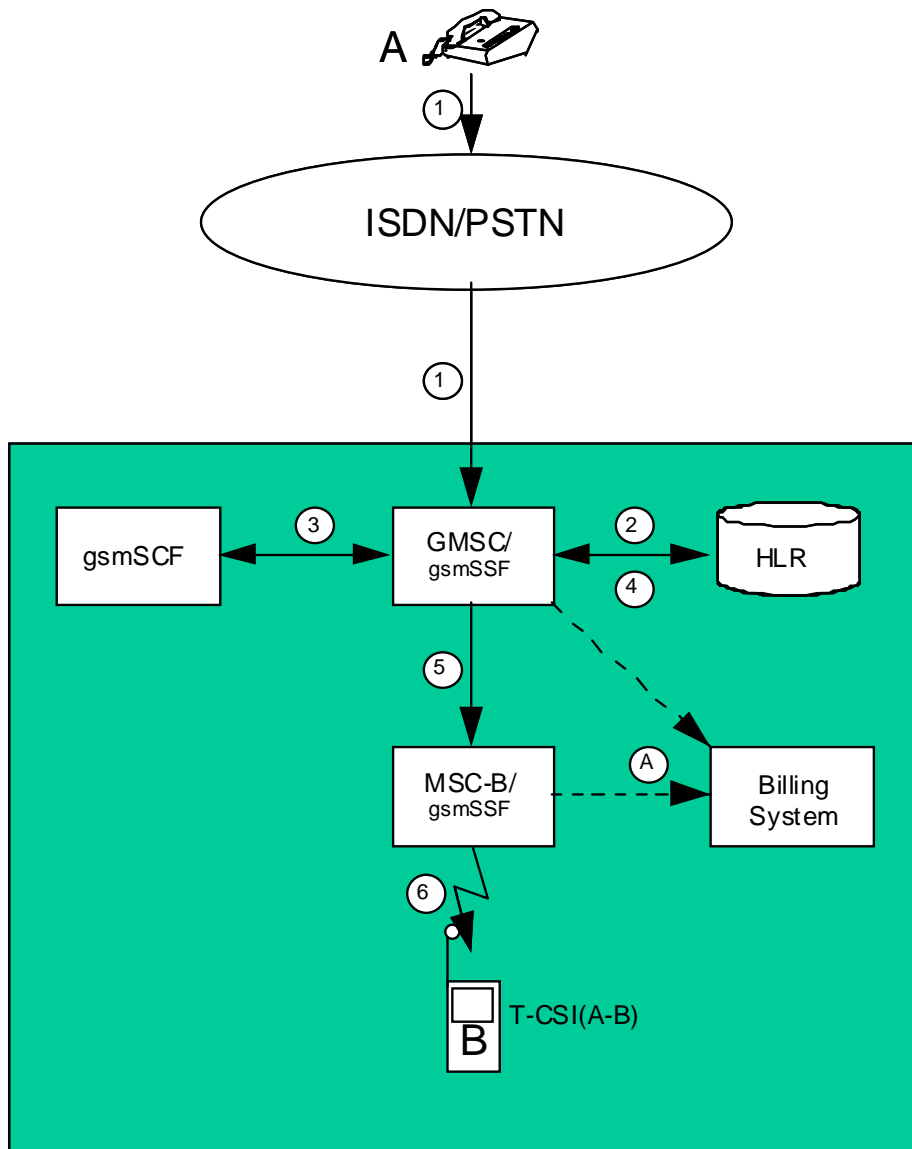 A
1
ISDN/PSTN
1
gsmSCF
3
GMSC/
gsmSSF
2
4
HLR
5
MSC-B/
gsmSSF
A
Billing
System
6
B
T-CSI(A-B)